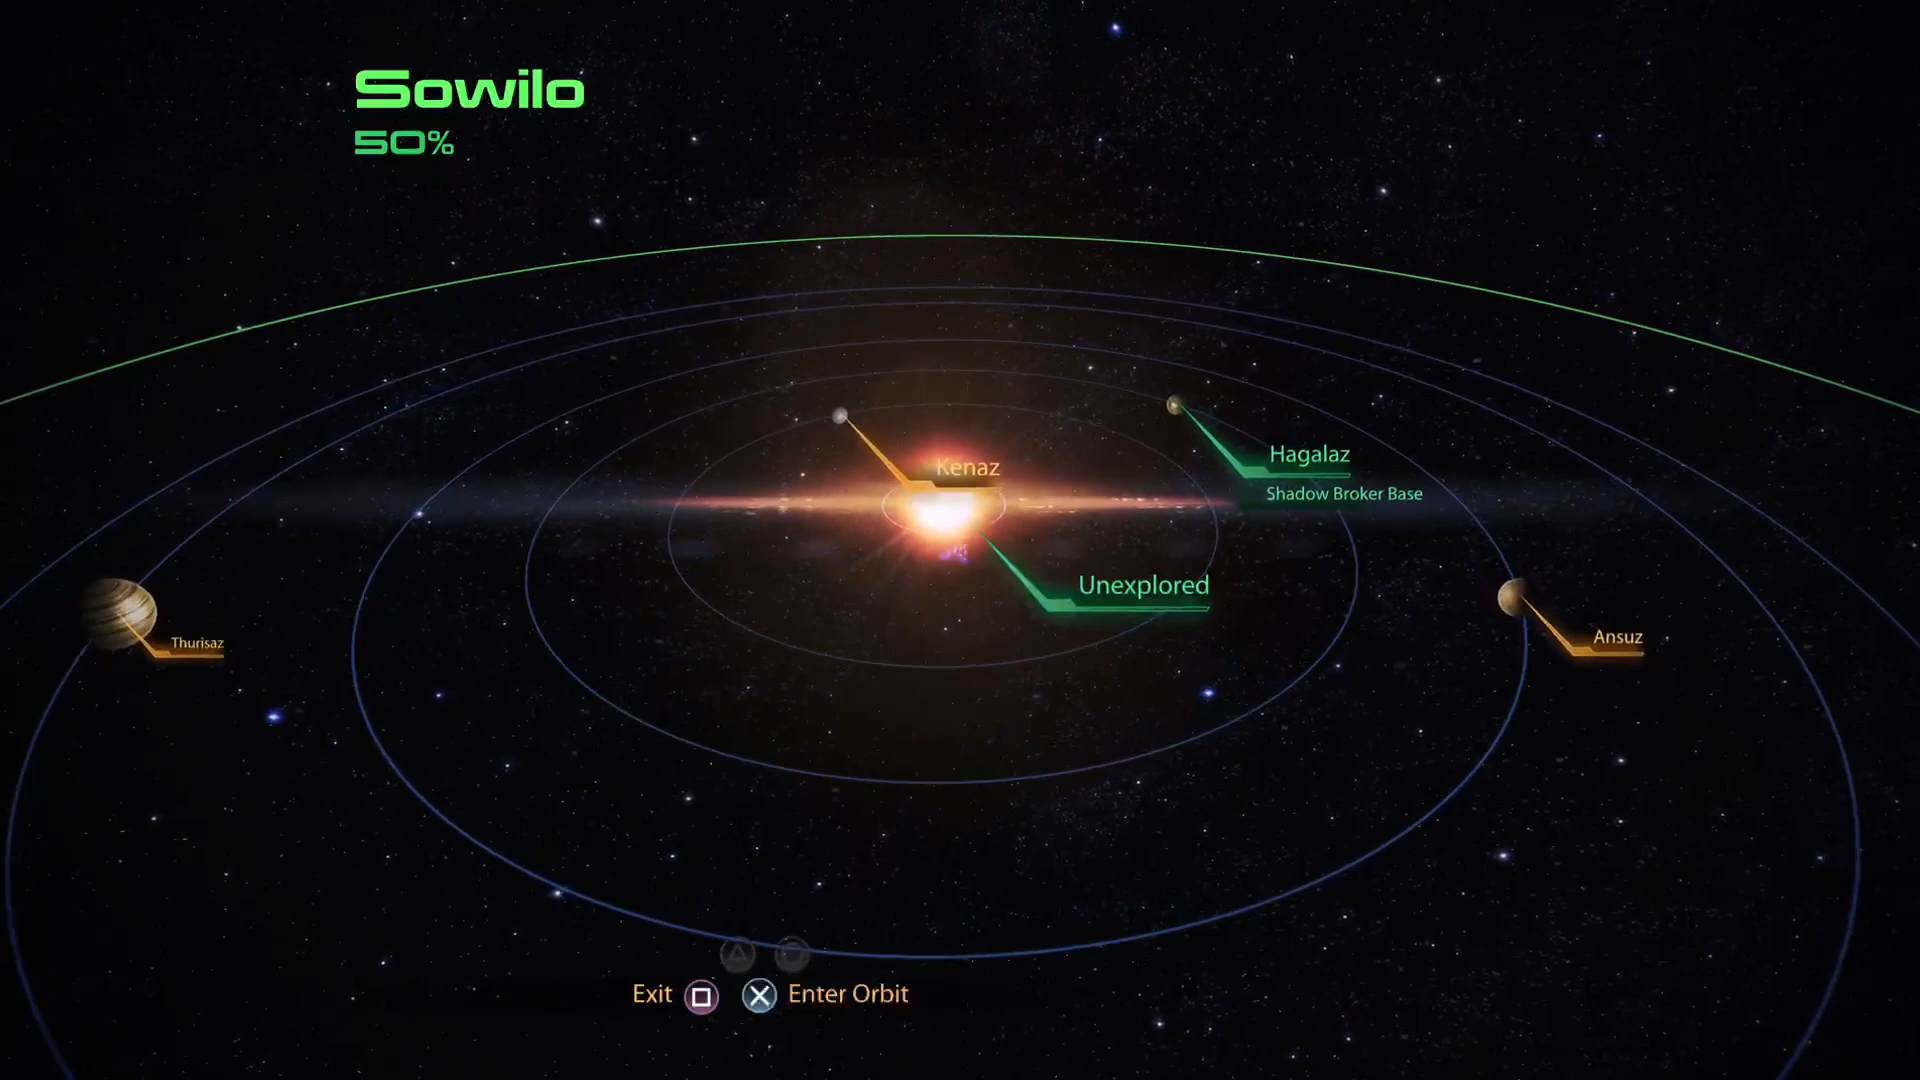 Sowilo
50%
Kenaz
Hagalaz
Shadow Broker Base
Unexplored
Thurisaz
Ansuz
Exit
Enter Orbit